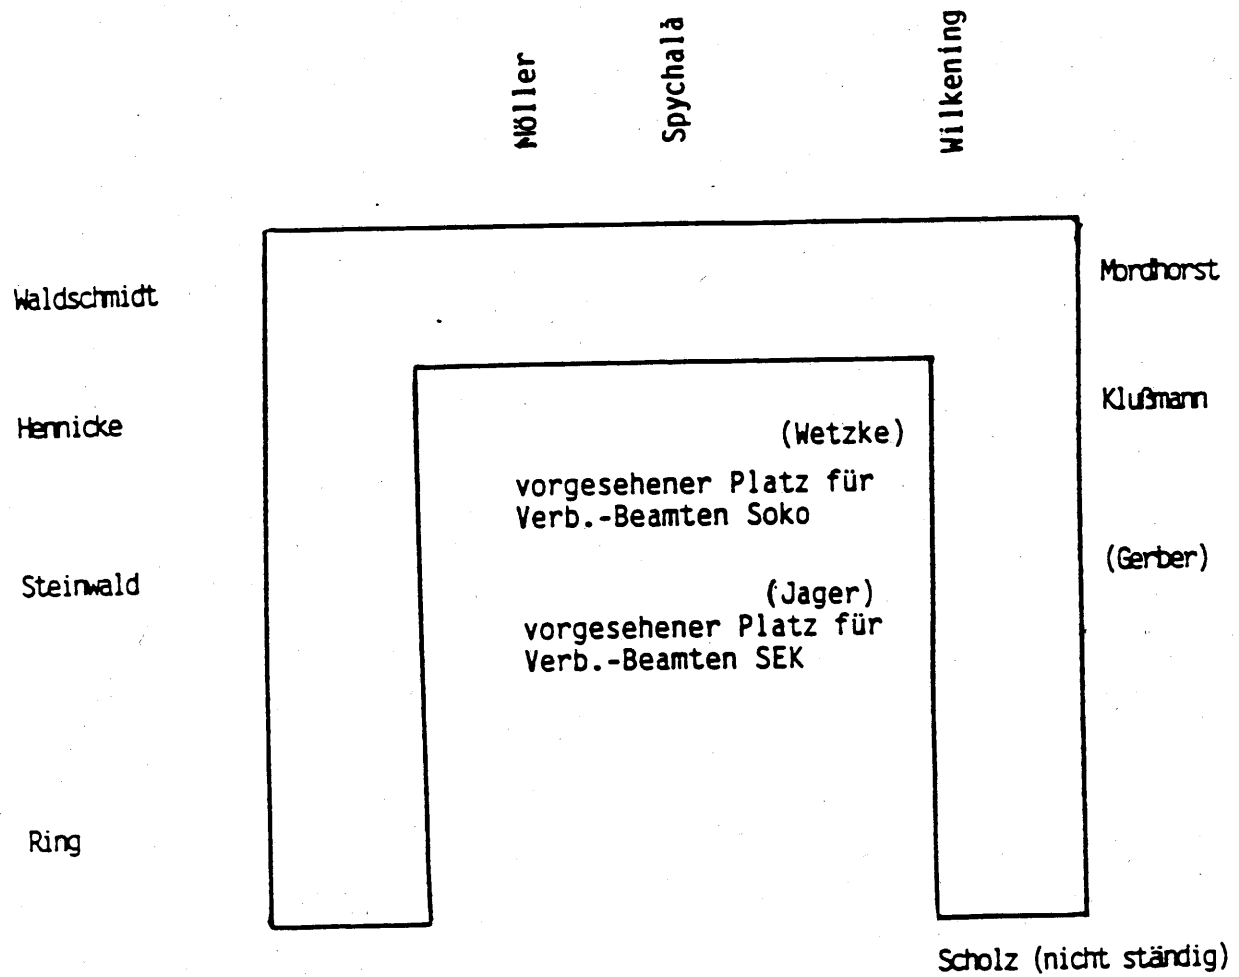 Möller
Spychala
Wilkening
Waldschmidt
Mordhorst
Hennicke
Klußmann
(Wetzke)
vorgesehener Platz für
Verb.-Beamten Soko
Steinwald
(Gerber)
(Jager)
vorgesehener Platz für
Verb.-Beamten SEK
Ring
Scholz (nicht ständig)